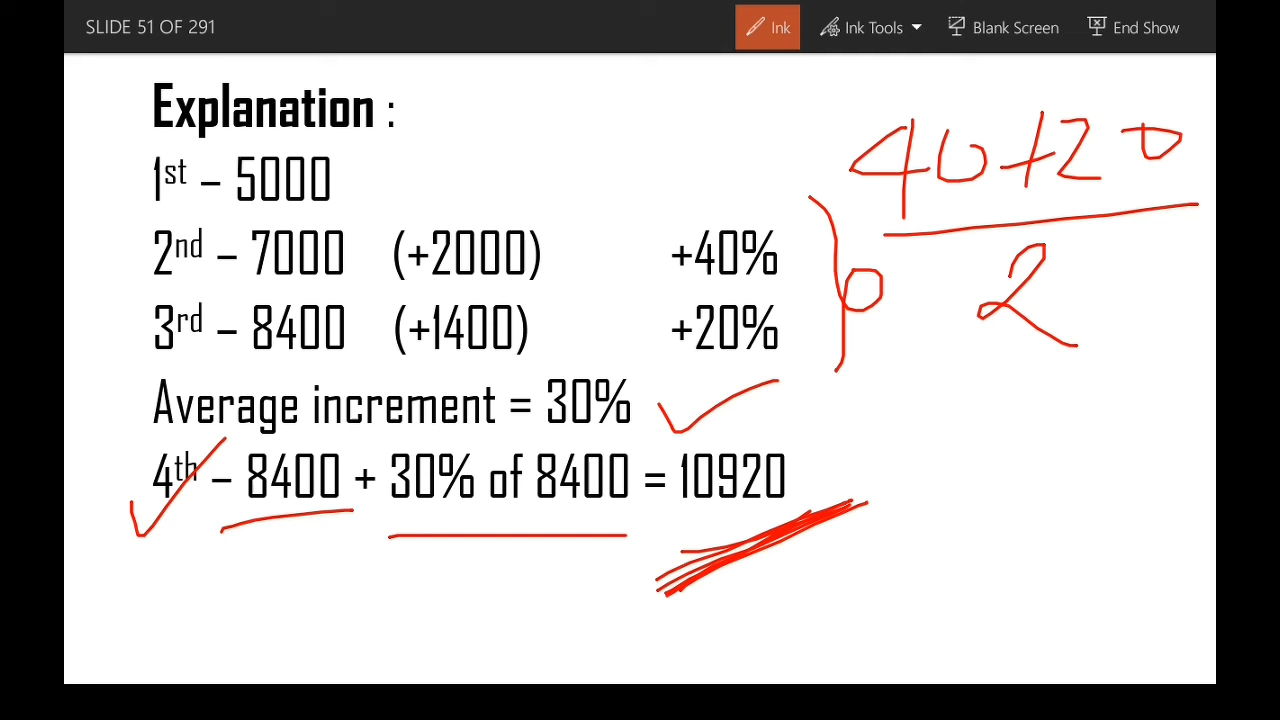 SLIDE 51 OF 291
Ink Ink Tools Blank Screen End Show
Explanation :
1st – 5000
2nd – 7000 (+2000) +40%
3rd – 8400 (+1400) +20%
Average increment = 30%
4th – 8400 + 30% of 8400 = 10920
40+20
2